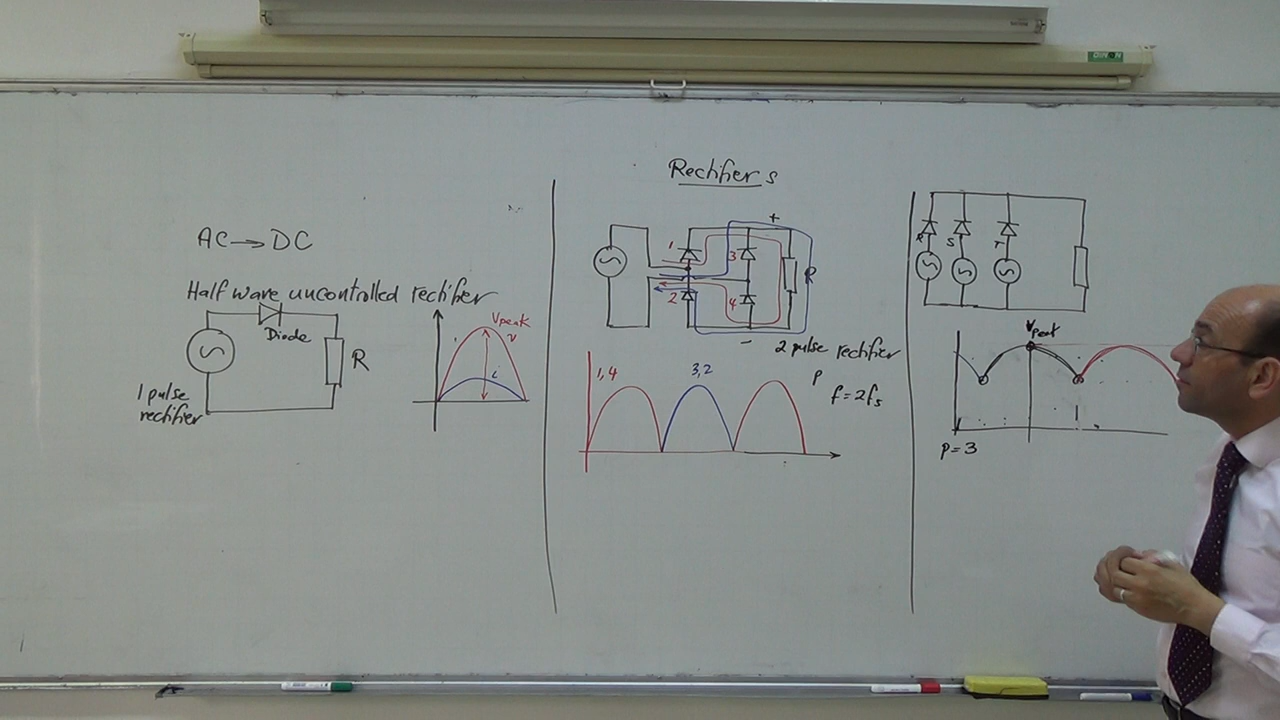 Rectifiers
AC→DC
Half wave uncontrolled rectifier
Diode
R
1 pulse
rectifier
Vpeak
v
i
+
1
3
R
2
4
-
2 pulse rectifier
1,4
3,2
P
f=2fs
R
S
T
Vpeak
P=3